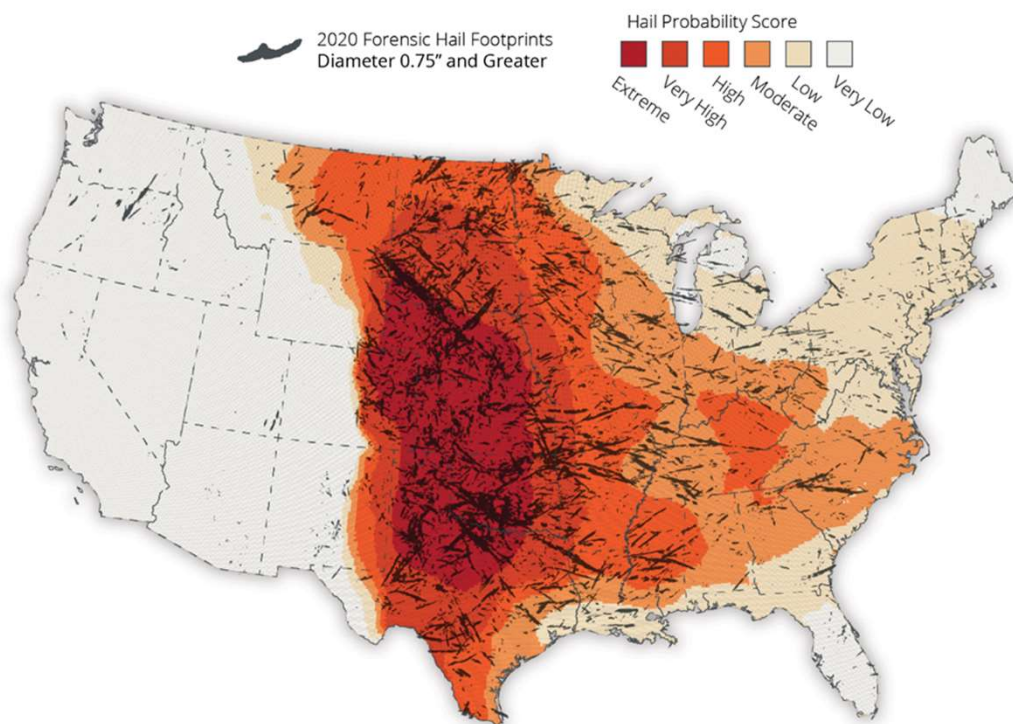 2020 Forensic Hail Footprints
Diameter 0.75” and Greater
Hail Probability Score
Extreme
Very High
High
Moderate
Low
Very Low